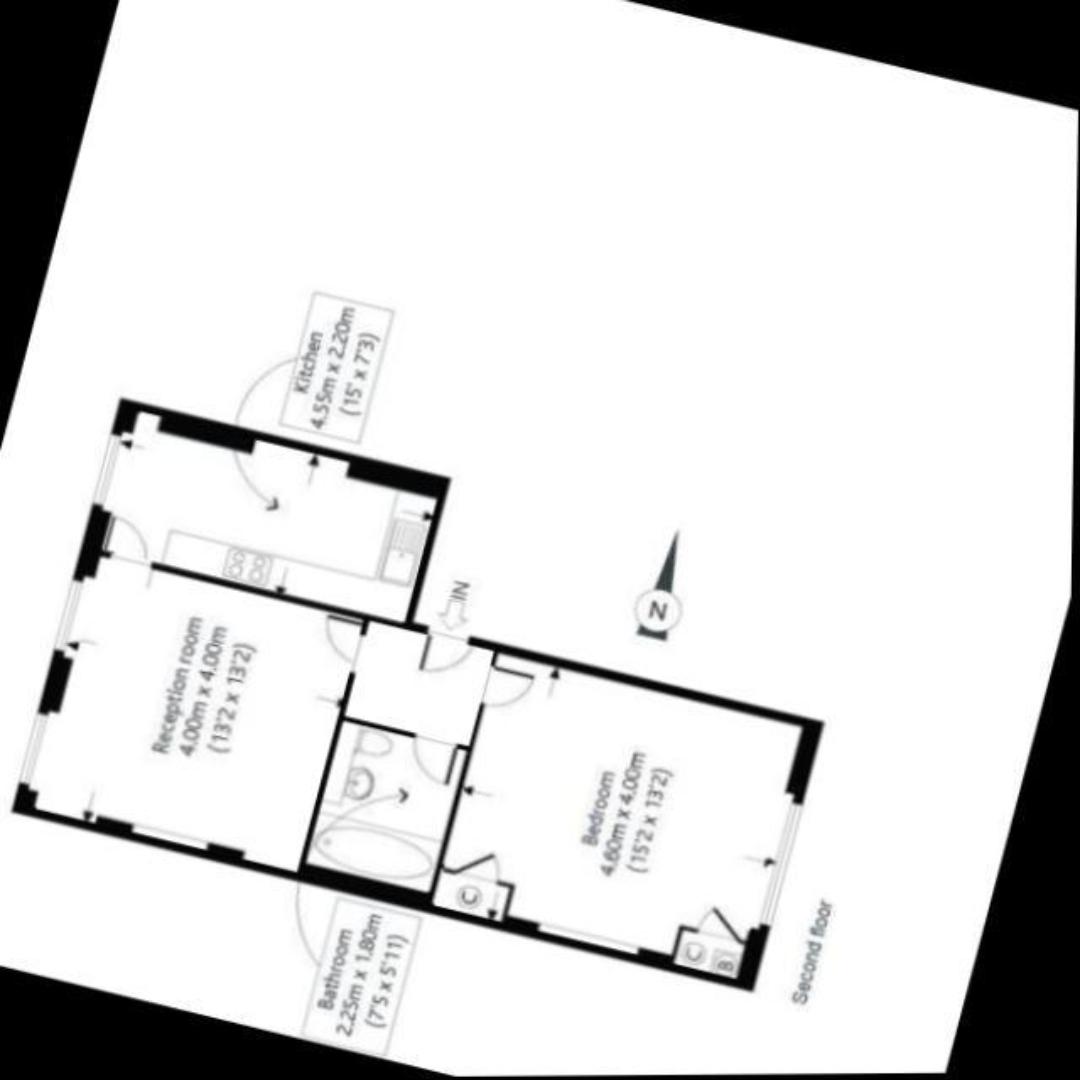 Kitchen
4.55m x 2.20m
(15' x 7'3)
IN
N
Reception room
4.00m x 4.00m
(13'2 x 13'2)
Bedroom
4.60m x 4.00m
(15'2 x 13'2)
C
C
B
Bathroom
2.25m x 1.80m
(7'5 x 5'11)
Second floor